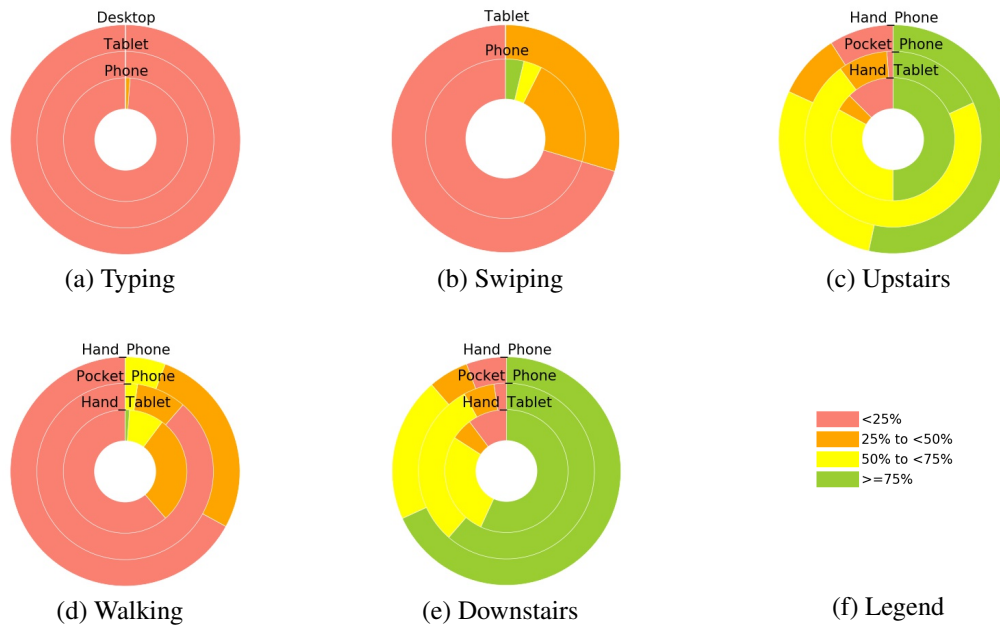 Desktop
Tablet
Phone
(a) Typing
Tablet
Phone
(b) Swiping
Hand_Phone
Pocket_Phone
Hand_Tablet
(c) Upstairs
Hand_Phone
Pocket_Phone
Hand_Tablet
(d) Walking
Hand_Phone
Pocket_Phone
Hand_Tablet
(e) Downstairs
<25%
25% to <50%
50% to <75%
>=75%
(f) Legend